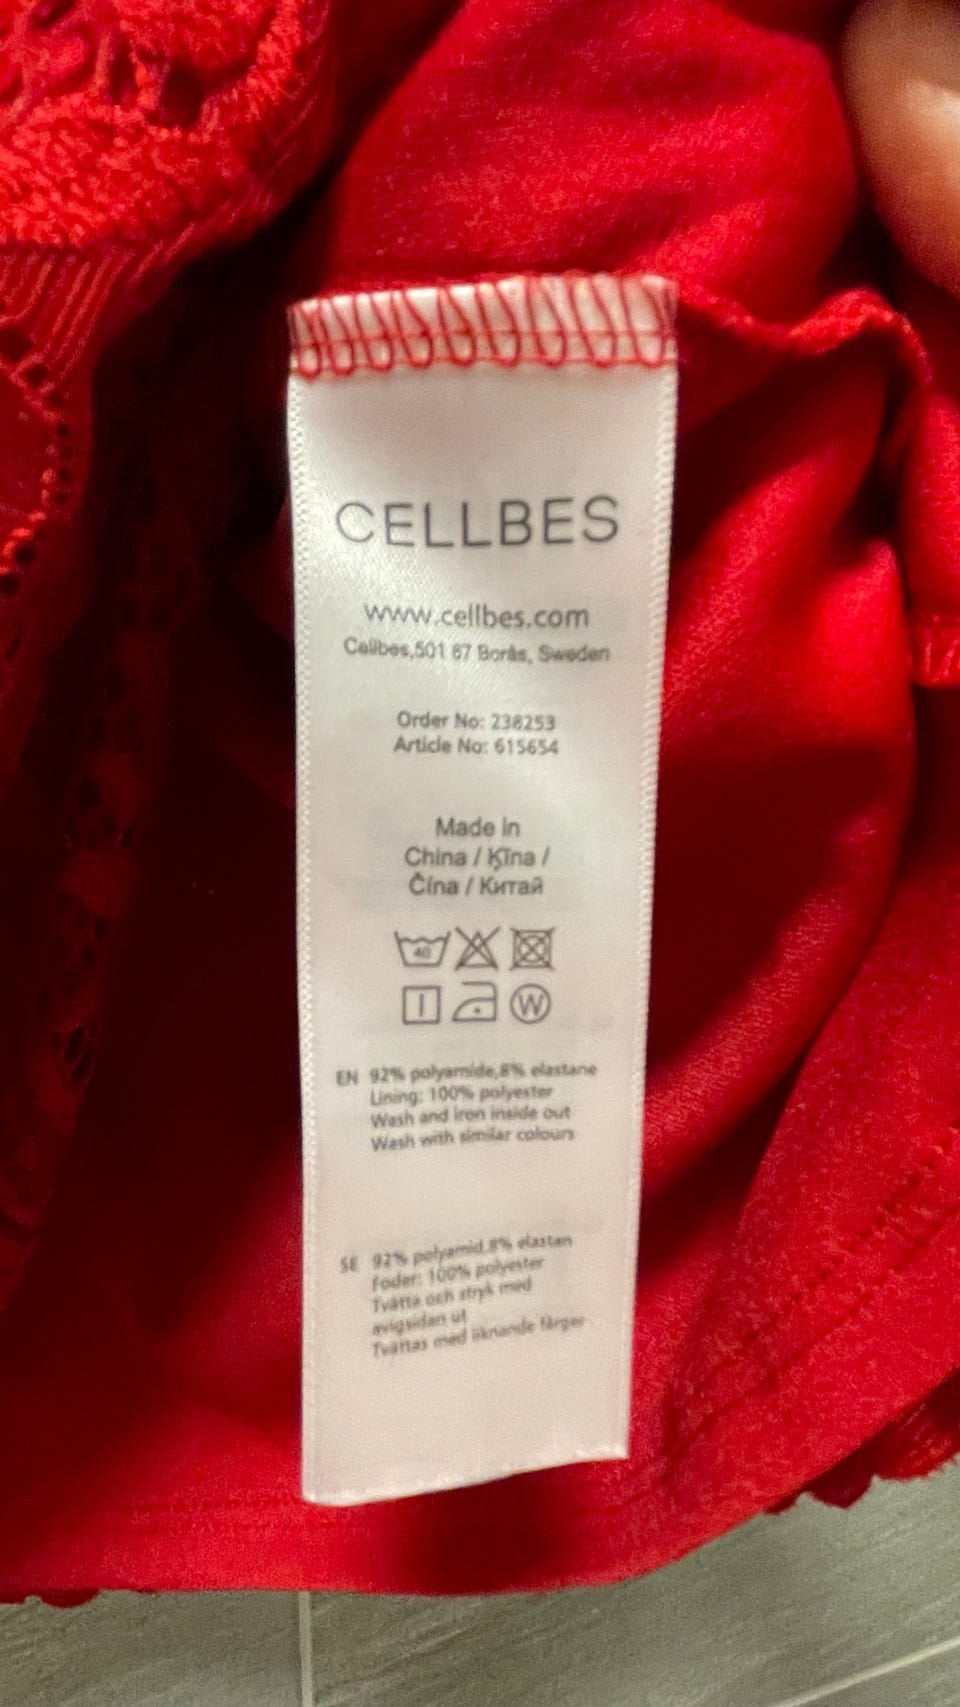 CELLBES
www.cellbes.com
Cellbes,501 87 Borås, Sweden
Order No: 238253
Article No: 615654
Made in
China / Ķīna /
Čína / Китай
40
W
EN 92% polyamide,8% elastane
Lining: 100% polyester
Wash and iron inside out
Wash with similar colours
SE 92% polyamid,8% elastan
Foder: 100% polyester
Tvätta och stryk med
avigsidan ut
Tvättas med liknande färger